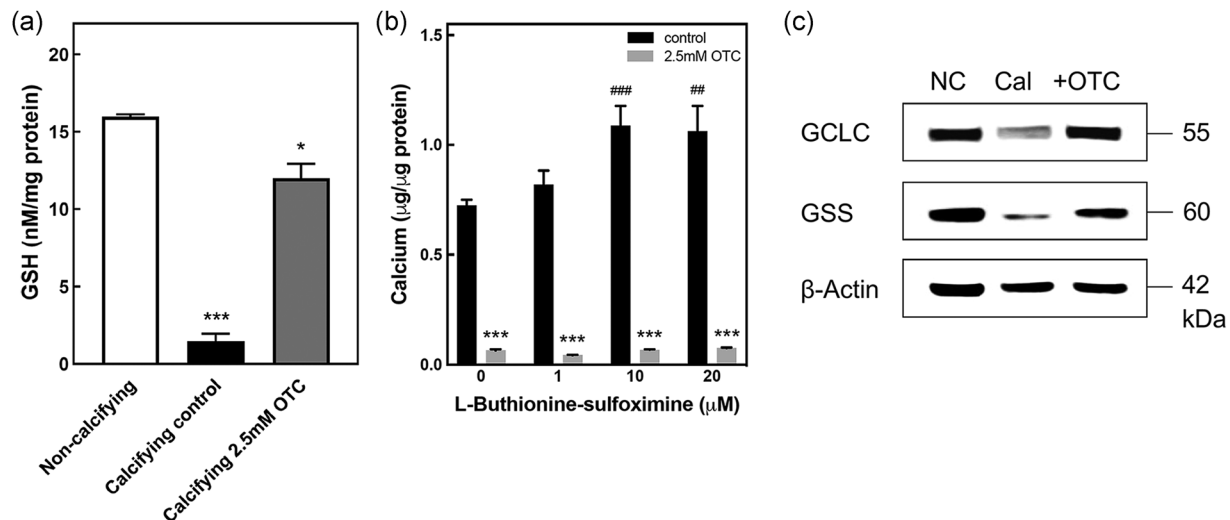 (a)
GSH (nM/mg protein)
20
15
10
5
0
***
*
Non-calcifying
Calcifying control
Calcifying 2.5mM OTC
(b)
Calcium (μg/μg protein)
1.5
1.0
0.5
0.0
control
2.5mM OTC
###
##
***
***
***
***
0 1 10 20
L-Buthionine-sulfoximine (μM)
(c)
NC Cal +OTC
GCLC 55
GSS 60
β-Actin 42
kDa